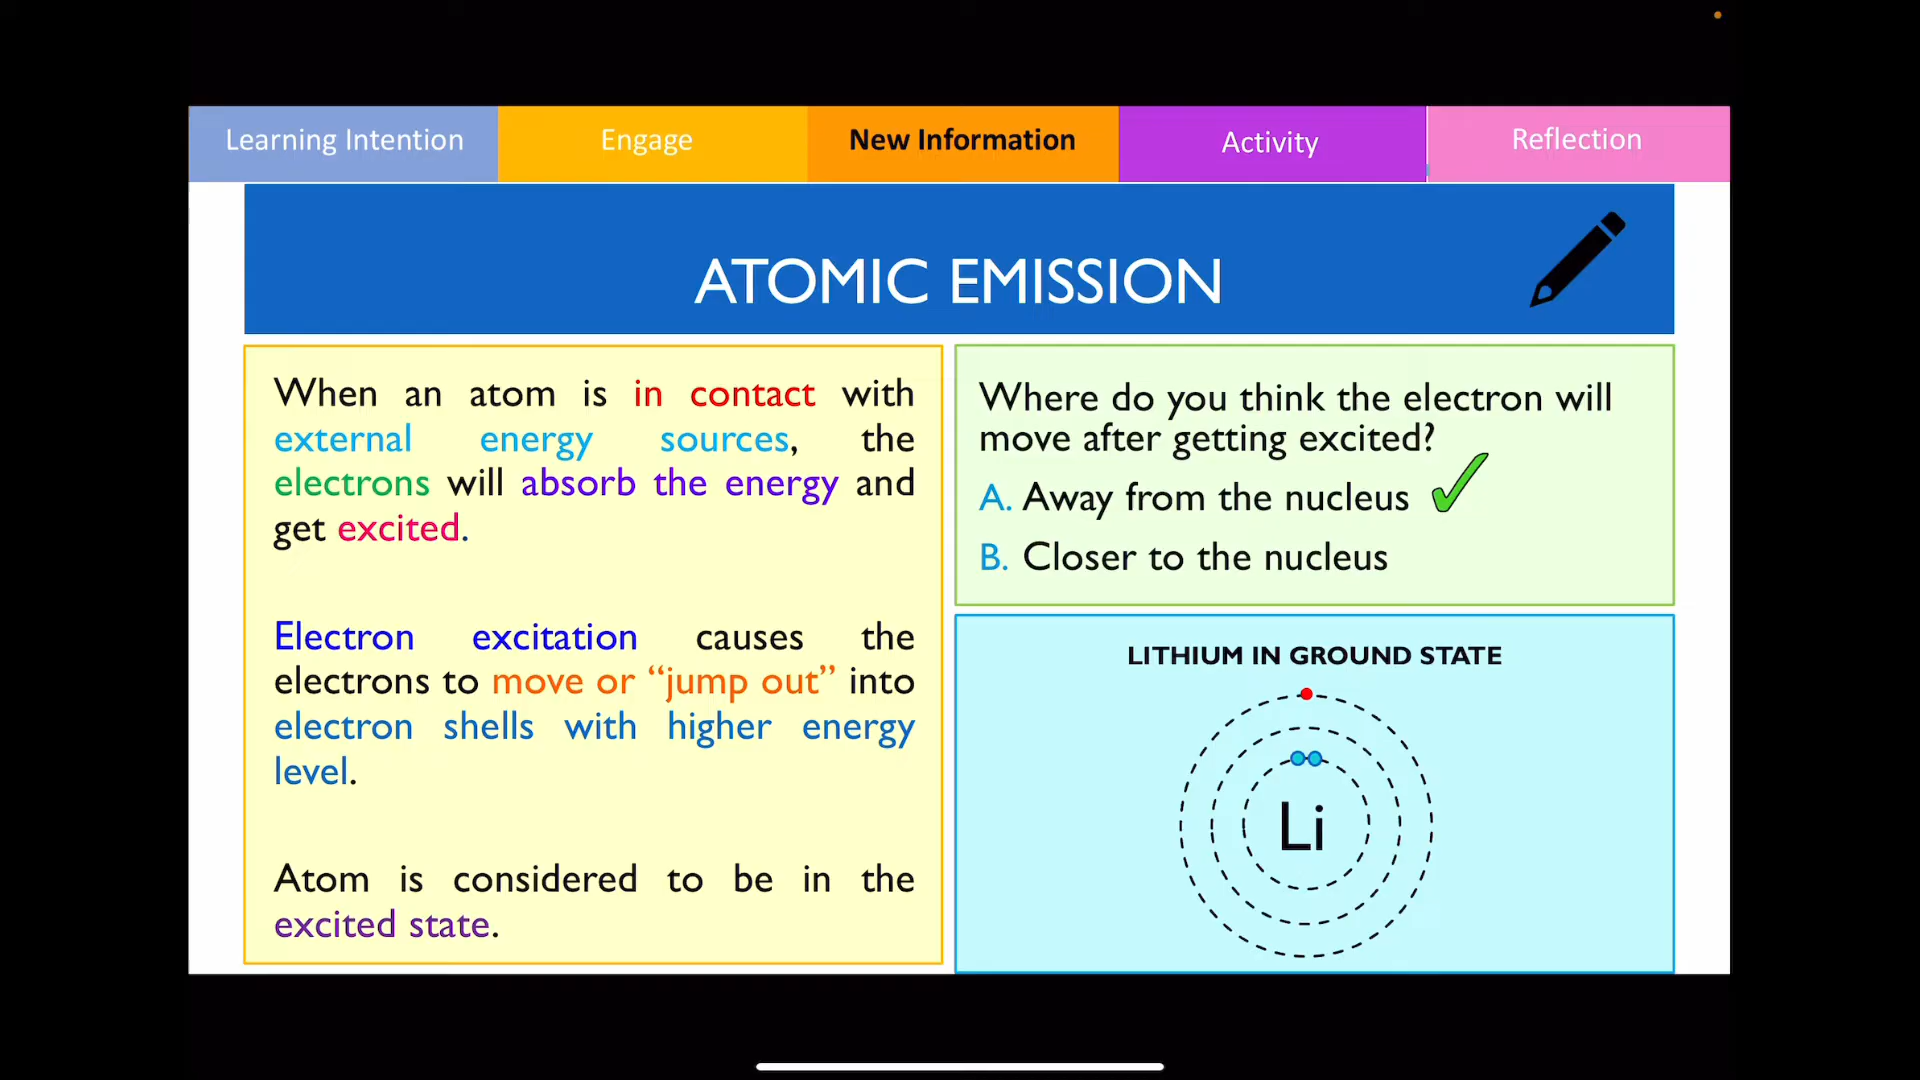 Learning Intention
Engage
New Information
Activity
Reflection
ATOMIC EMISSION
When an atom is in contact with
external energy sources, the
electrons will absorb the energy and
get excited.
Electron excitation causes the
electrons to move or “jump out” into
electron shells with higher energy
level.
Atom is considered to be in the
excited state.
Where do you think the electron will
move after getting excited?
A. Away from the nucleus
B. Closer to the nucleus
LITHIUM IN GROUND STATE
Li